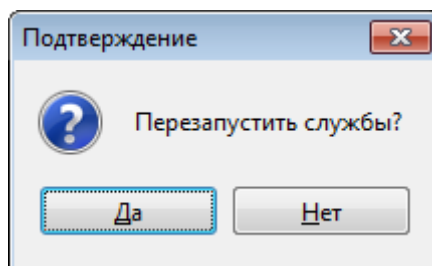 Подтверждение
Перезапустить службы?
Да
Нет